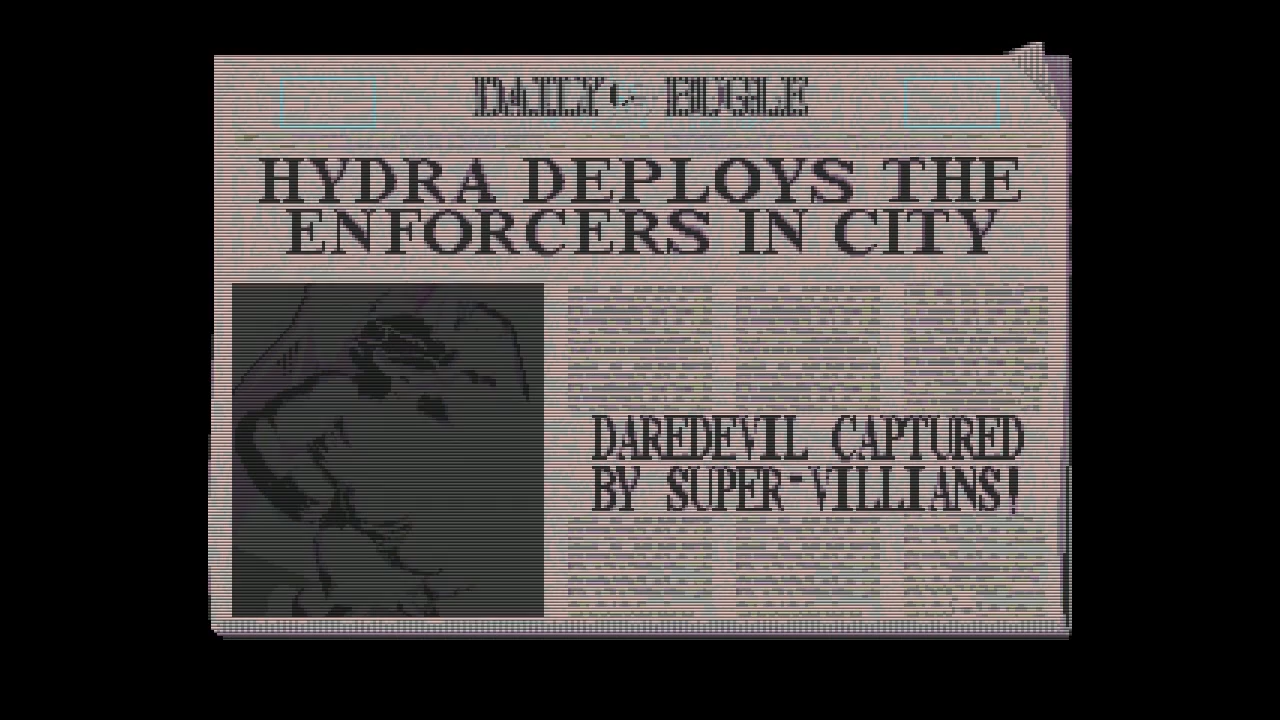 DAILY BUGLE
HYDRA DEPLOYS THE
ENFORCERS IN CITY
DAREDEVIL CAPTURED
BY SUPER-VILLIANS!